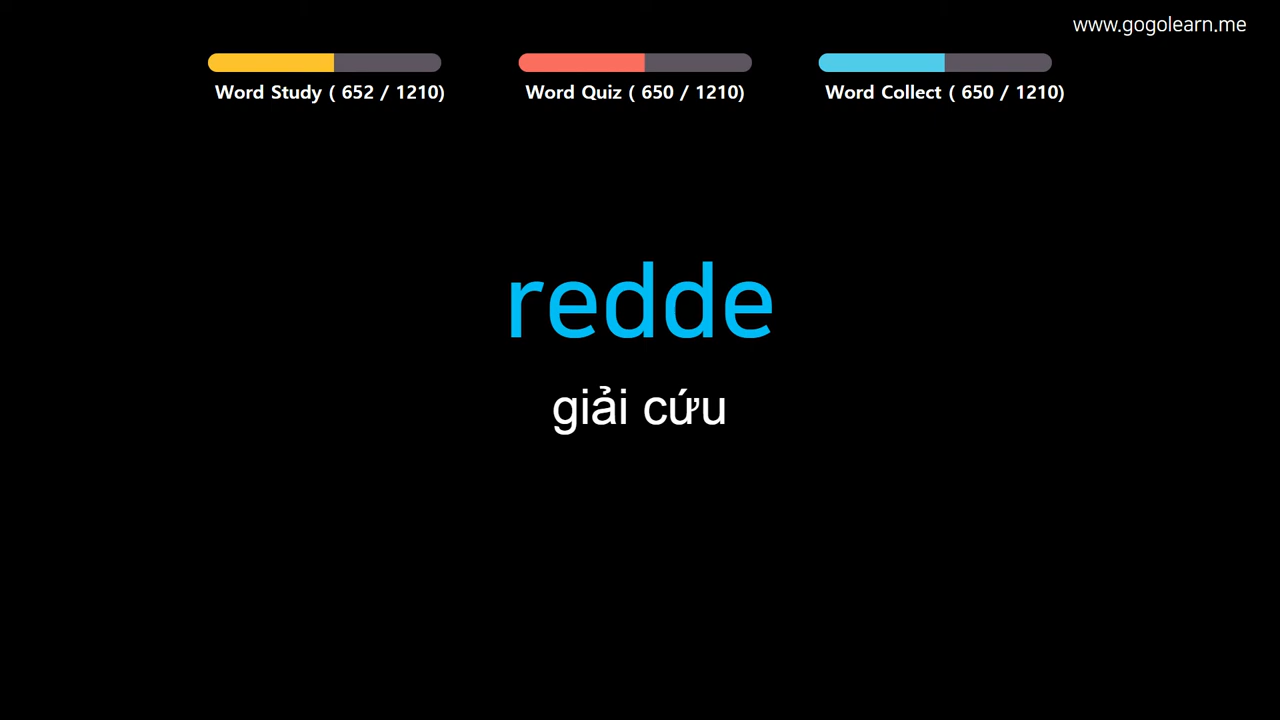 www.gogolearn.me
Word Study ( 652 / 1210)
Word Quiz ( 650 / 1210)
Word Collect ( 650 / 1210)
redde
giải cứu